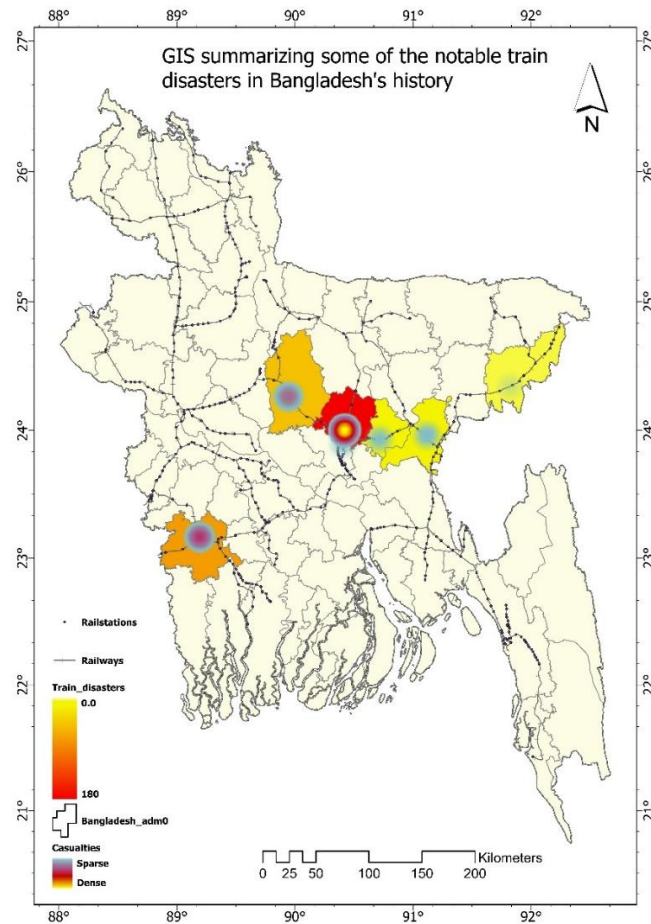 88° 89° 90° 91° 92°
27° 27°
GIS summarizing some of the notable train
disasters in Bangladesh's history
N
26° 26°
25° 25°
24° 24°
23° 23°
Railstations
Railways
22° 22°
Train_disasters
0.0
180
21° 21°
Bangladesh_adm0
Casualties
Sparse
Dense
Kilometers
0 25 50 100 150 200
88° 89° 90° 91° 92°